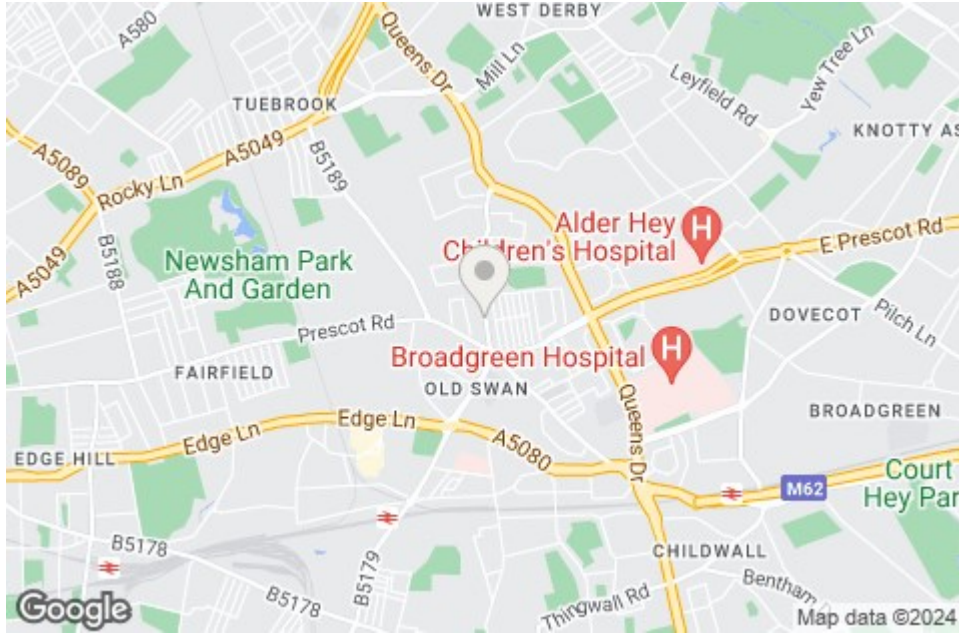 WEST DERBY
A580
Queens Dr
Mill Ln
Leyfield Rd
Yew Tree Ln
TUEBROOK
KNOTTY AS
A5089
A5049
B5189
Rocky Ln
Alder Hey
Children's Hospital
H
E Prescot Rd
A5049
B5188
Newsham Park
And Garden
DOVECOT
Pilch Ln
Prescot Rd
Broadgreen Hospital
H
FAIRFIELD
OLD SWAN
Queens Dr
BROADGREEN
Edge Ln
Edge Ln
A5080
EDGE HILL
M62
Court
Hey Par
B5178
B5179
CHILDWALL
B5178
Thingwall Rd
Bentham
Google
Map data ©2024